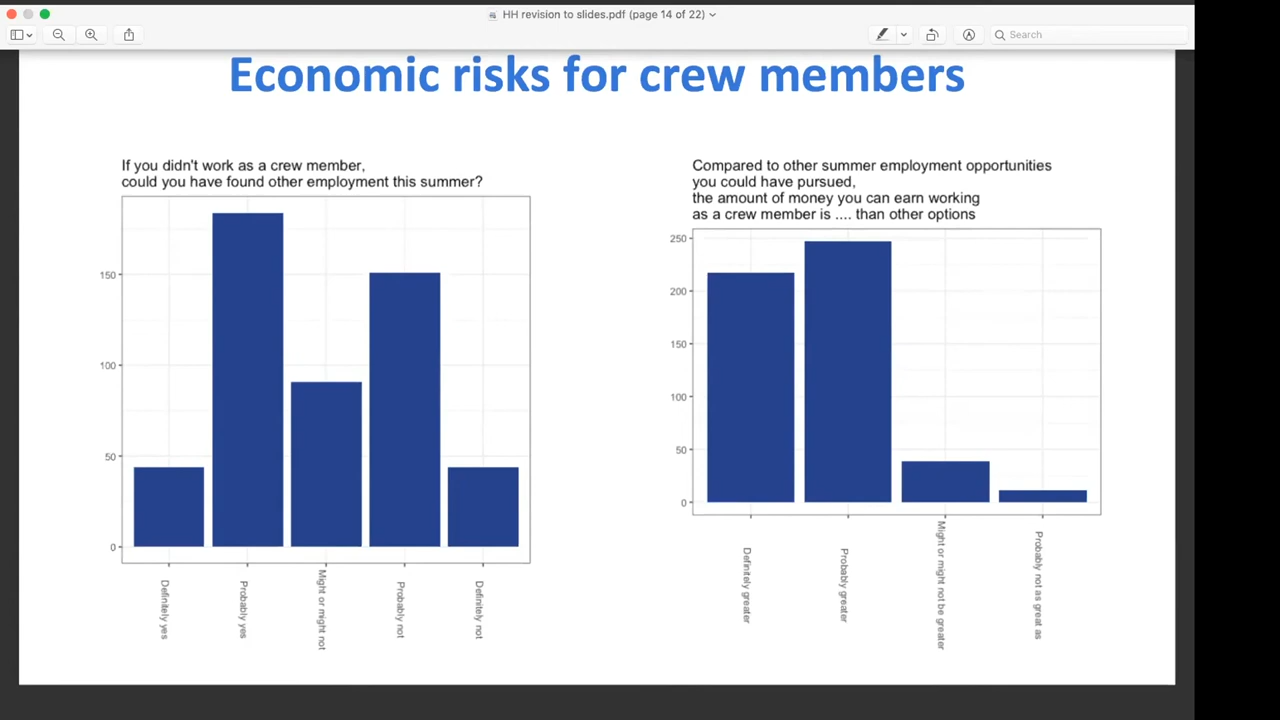 HH revision to slides.pdf (page 14 of 22)
Search
Economic risks for crew members
If you didn't work as a crew member,
could you have found other employment this summer?
150
100
50
0
Definitely yes
Probably yes
Might or might not
Probably not
Definitely not
Compared to other summer employment opportunities
you could have pursued,
the amount of money you can earn working
as a crew member is .... than other options
250
200
150
100
50
0
Definitely greater
Probably greater
Might or might not be greater
Probably not as great as